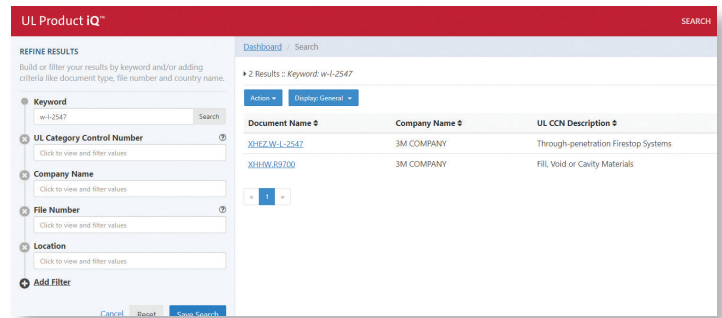 UL Product iQ™
SEARCH
REFINE RESULTS
Build or filter your results by keyword and/or adding
criteria like document type, file number and country name.
Keyword
w-l-2547
Search
UL Category Control Number
Click to view and filter values
Company Name
Click to view and filter values
File Number
Click to view and filter values
Location
Click to view and filter values
Add Filter
Cancel Reset Save Search
Dashboard / Search
2 Results :: Keyword: w-l-2547
Action Display: General
Document Name Company Name UL CCN Description
XHEZ.W-L-2547 3M COMPANY Through-penetration Firestop Systems
XHHW.R9700 3M COMPANY Fill, Void or Cavity Materials
« 1 »